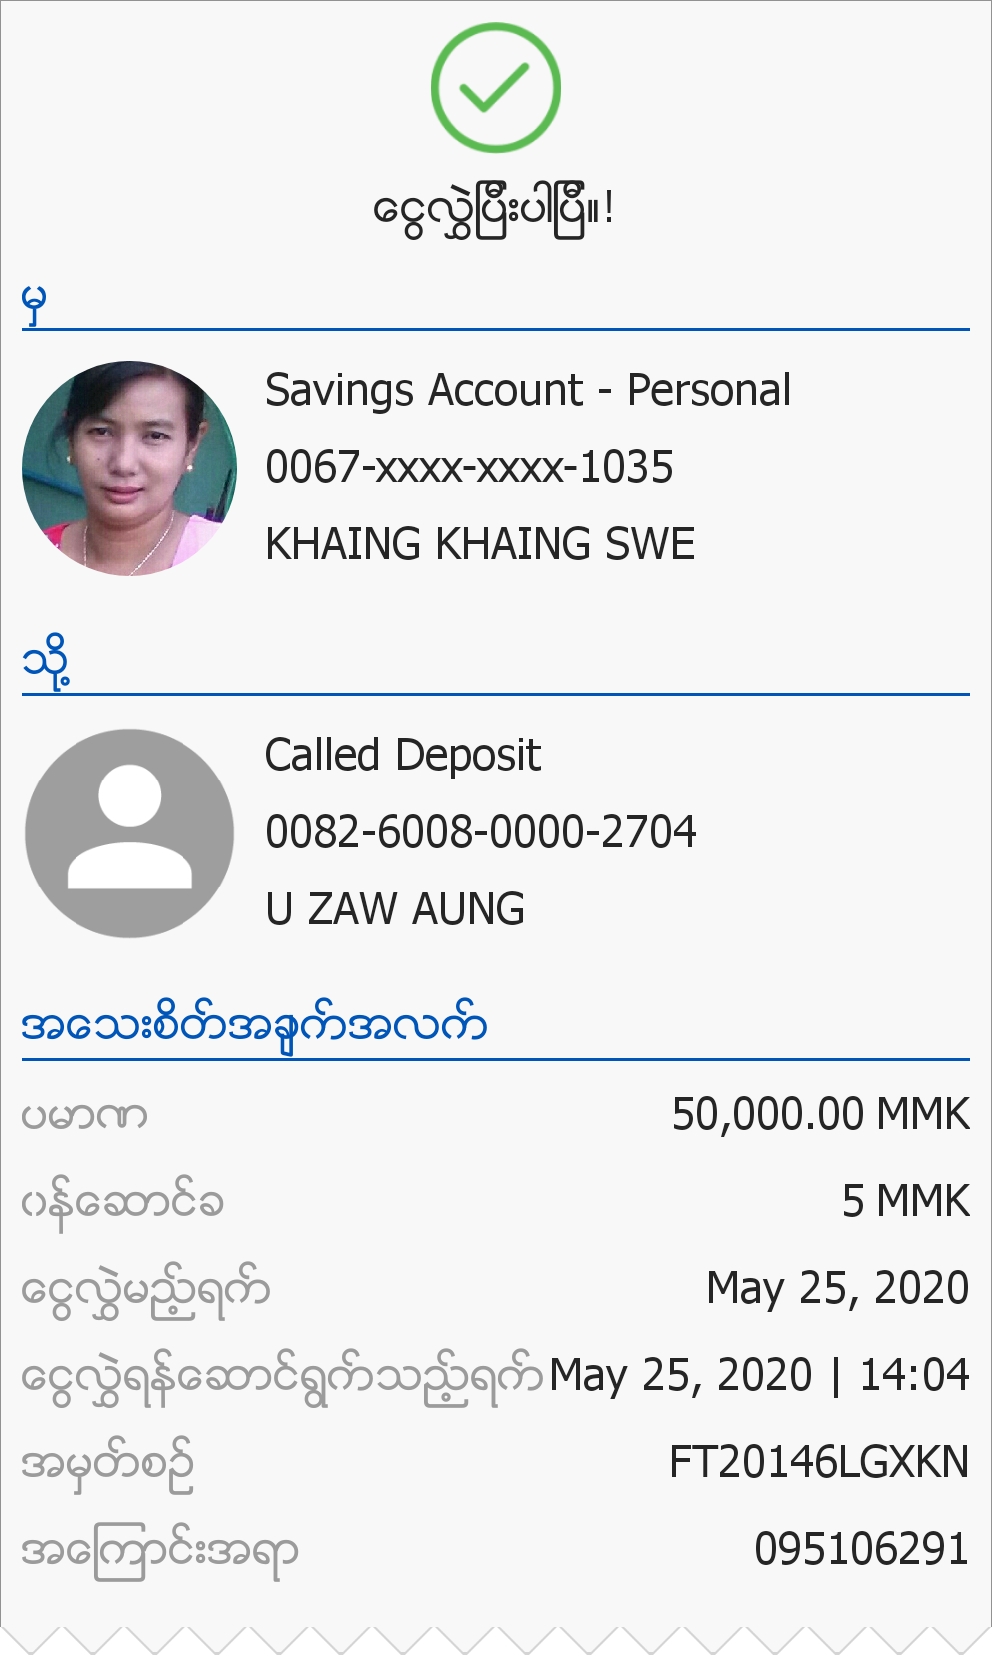 ငွေလွှဲပြီးပါပြီ။!
မှ
Savings Account - Personal
0067-xxxx-xxxx-1035
KHAING KHAING SWE
သို့
Called Deposit
0082-6008-0000-2704
U ZAW AUNG
အသေးစိတ်အချက်အလက်
ပမာဏ 50,000.00 MMK
ဝန်ဆောင်ခ 5 MMK
ငွေလွှဲမည့်ရက် May 25, 2020
ငွေလွှဲရန်ဆောင်ရွက်သည့်ရက် May 25, 2020 | 14:04
အမှတ်စဉ် FT20146LGXKN
အကြောင်းအရာ 095106291